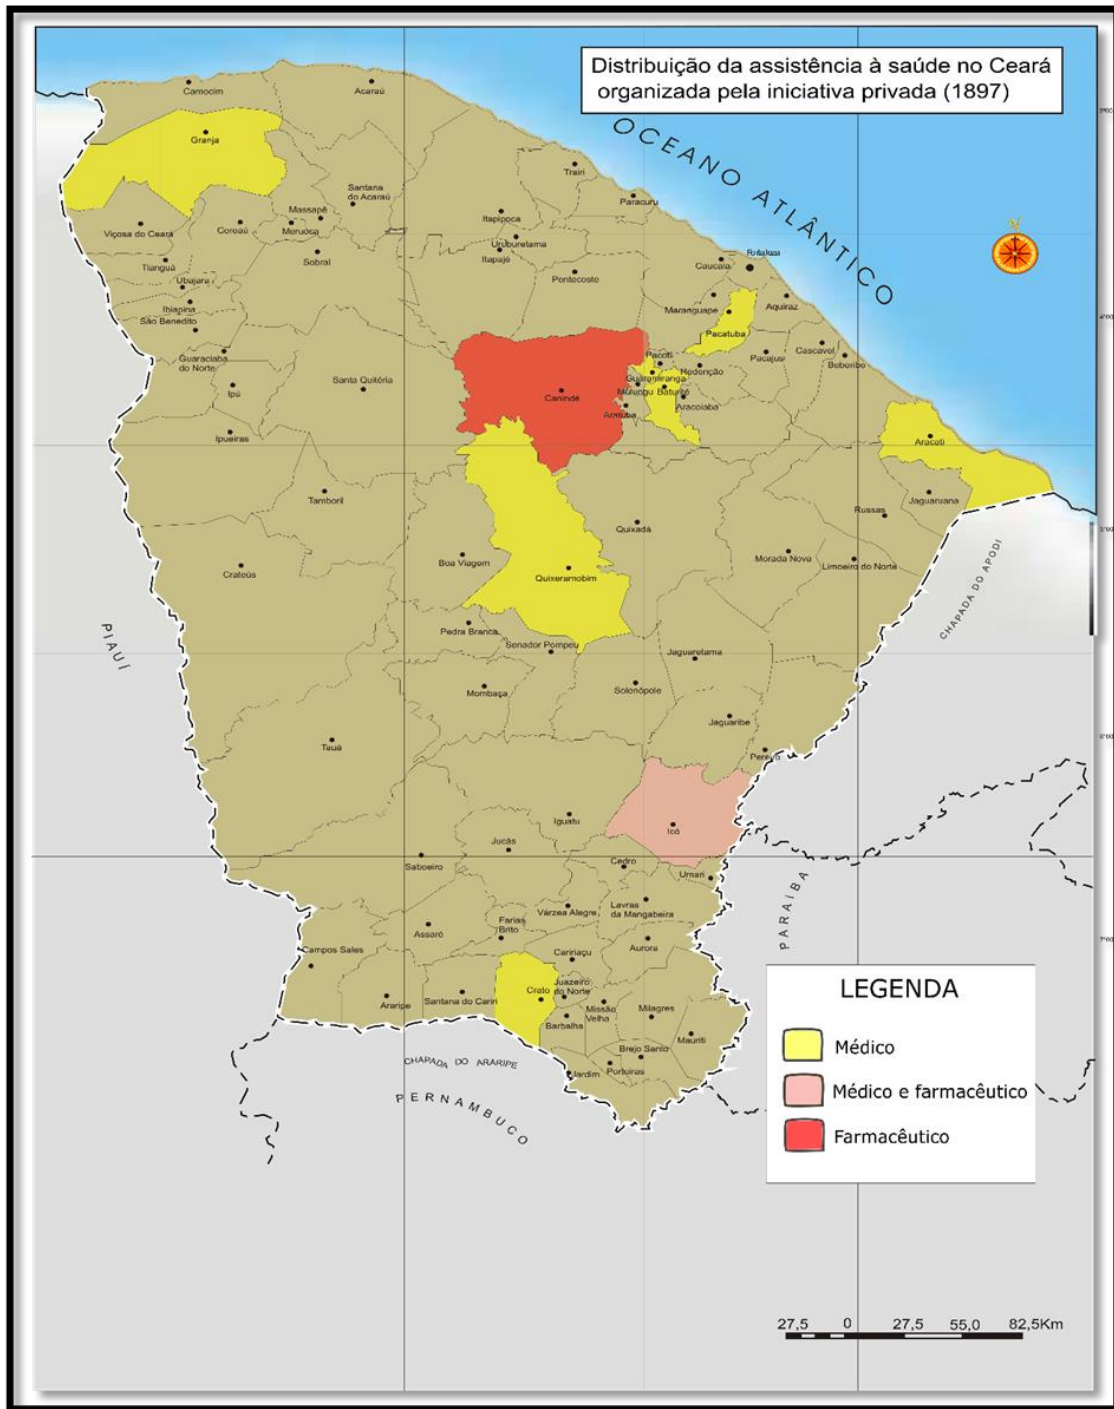 Distribuição da assistência à saúde no Ceará
organizada pela iniciativa privada (1897)
OCEANO ATLÂNTICO
N
Camocim
Acaraú
Granja
Trairi
Santana
do Acaraú
Paracuru
Massapê
Itapipoca
Viçosa do Ceará
Coreaú
Meruoca
Uruburetama
Sobral
Itapajé
Fortaleza
Caucaia
Tianguá
Pentecoste
Ubajara
Maranguape
Aquiraz
Ibiapina
São Benedito
Pacatuba
Guaraciaba
do Norte
Pacoti
Pacajus
Cascavel
Beberibe
Redenção
Guaramiranga
Ipú
Santa Quitéria
Canindé
Mulungu
Baturité
Aracoiaba
Aratuba
Ipueiras
Aracati
Tamboril
Jaguaruana
Russas
Quixadá
Boa Viagem
Morada Nova
Limoeiro do Norte
Crateús
Quixeramobim
CHAPADA DO APODI
PIAUÍ
Pedra Branca
Senador Pompeu
Jaguaretama
Mombaça
Solonópole
Jaguaribe
Tauá
Pereiro
Iguatu
Icó
Jucás
Saboeiro
Cedro
Umari
PARAÍBA
Várzea Alegre
Lavras
da Mangabeira
Assaré
Farias
Brito
Aurora
Campos Sales
Caririaçu
Juazeiro
do Norte
Crato
Araripe
Santana do Cariri
Missão
Velha
Milagres
Barbalha
Mauriti
Brejo Santo
Jardim
Porteiras
CHAPADA DO ARARIPE
PERNAMBUCO
LEGENDA
Médico
Médico e farmacêutico
Farmacêutico
27,5 0 27,5 55,0 82,5Km